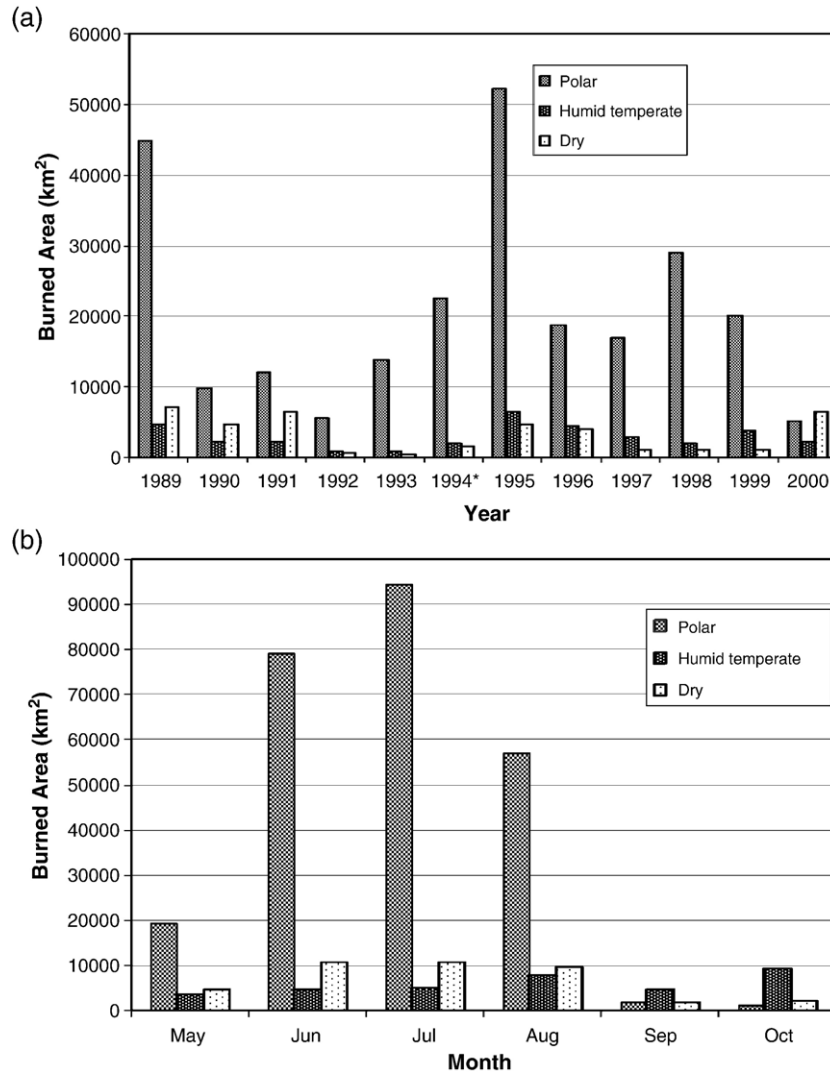 (a)
60000
50000
40000
30000
20000
10000
0
Burned Area (km²)
Polar
Humid temperate
Dry
1989 1990 1991 1992 1993 1994* 1995 1996 1997 1998 1999 2000
Year
(b)
100000
90000
80000
70000
60000
50000
40000
30000
20000
10000
0
Burned Area (km²)
Polar
Humid temperate
Dry
May Jun Jul Aug Sep Oct
Month